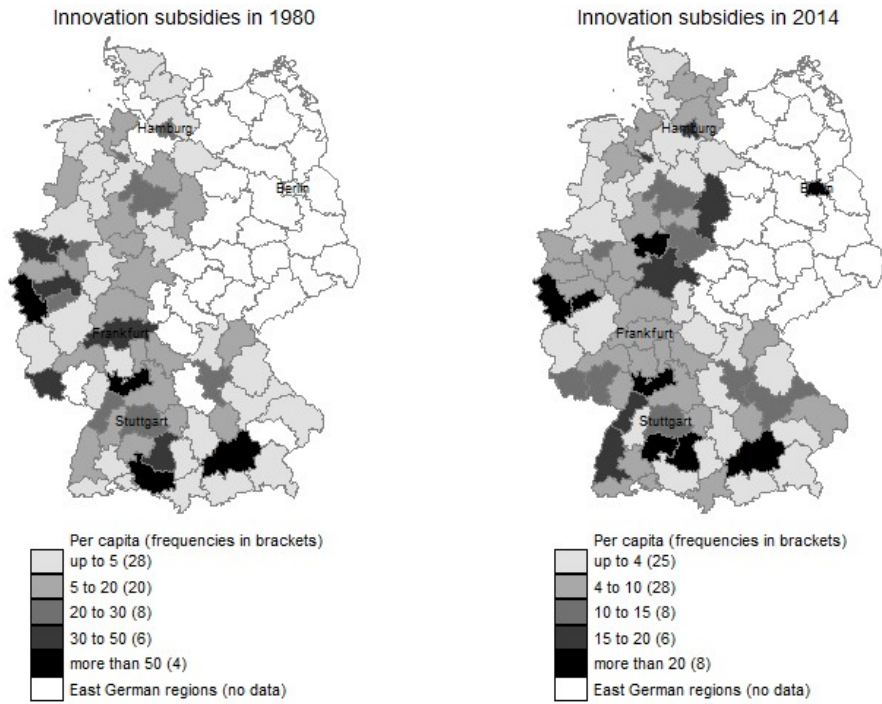 Innovation subsidies in 1980
Hamburg
Berlin
Frankfurt
Stuttgart
Per capita (frequencies in brackets)
up to 5 (28)
5 to 20 (20)
20 to 30 (8)
30 to 50 (6)
more than 50 (4)
East German regions (no data)
Innovation subsidies in 2014
Hamburg
Berlin
Frankfurt
Stuttgart
Per capita (frequencies in brackets)
up to 4 (25)
4 to 10 (28)
10 to 15 (8)
15 to 20 (6)
more than 20 (8)
East German regions (no data)